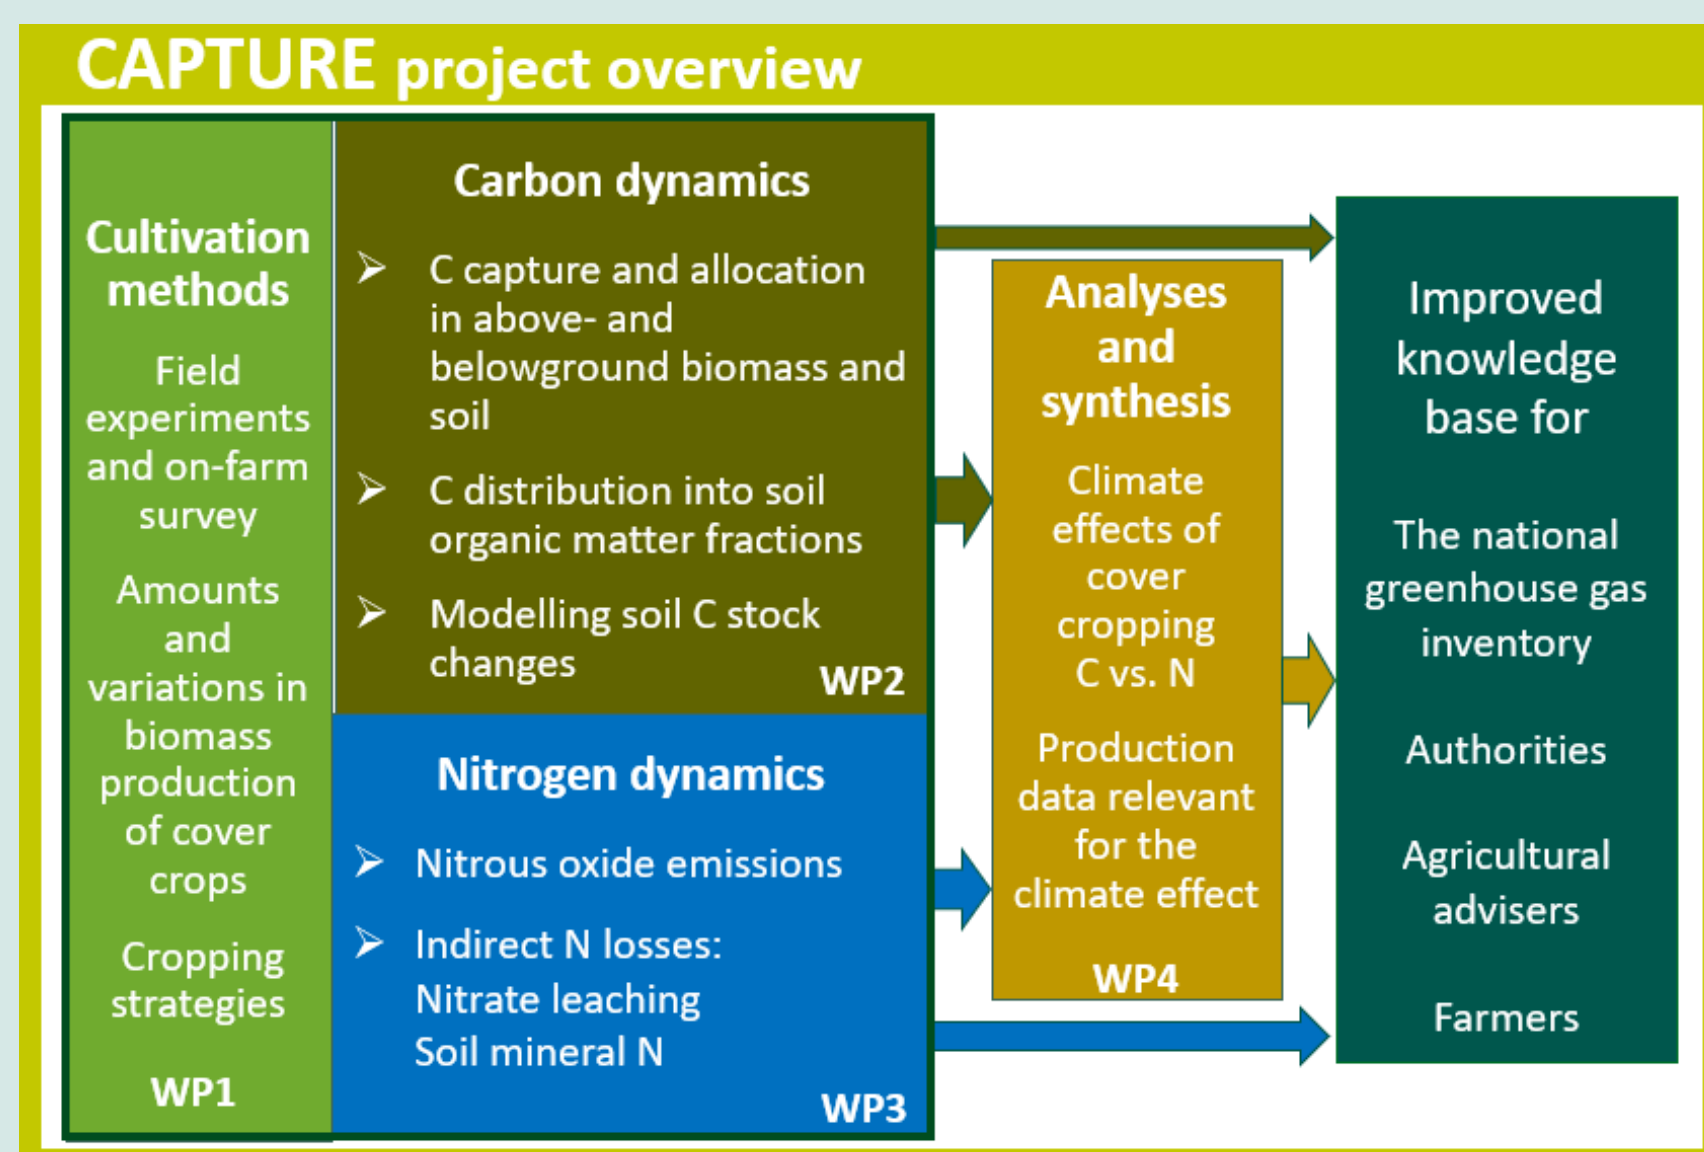 CAPTURE project overview
Cultivation
methods
Field
experiments
and on-farm
survey
Amounts
and
variations in
biomass
production
of cover
crops
Cropping
strategies
WP1
Carbon dynamics
➢ C capture and allocation
in above- and
belowground biomass and
soil
➢ C distribution into soil
organic matter fractions
➢ Modelling soil C stock
changes
WP2
Nitrogen dynamics
➢ Nitrous oxide emissions
➢ Indirect N losses:
Nitrate leaching
Soil mineral N
WP3
Analyses
and
synthesis
Climate
effects of
cover
cropping
C vs. N
Production
data relevant
for the
climate effect
WP4
Improved
knowledge
base for
The national
greenhouse gas
inventory
Authorities
Agricultural
advisers
Farmers